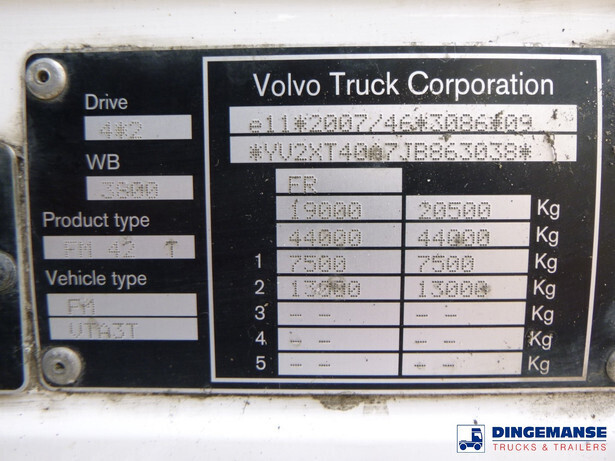 Volvo Truck Corporation
Drive
4*2
WB
3800
Product type
FM 42 T
Vehicle type
FM
VTA3T
e11*2007/46*3086*09
FR
19000 20500 Kg
44000 44000 Kg
1 7500 7500 Kg
2 13000 13000 Kg
3 -- -- Kg
4 -- -- Kg
5 -- -- Kg
DINGEMANSE
TRUCKS & TRAILERS